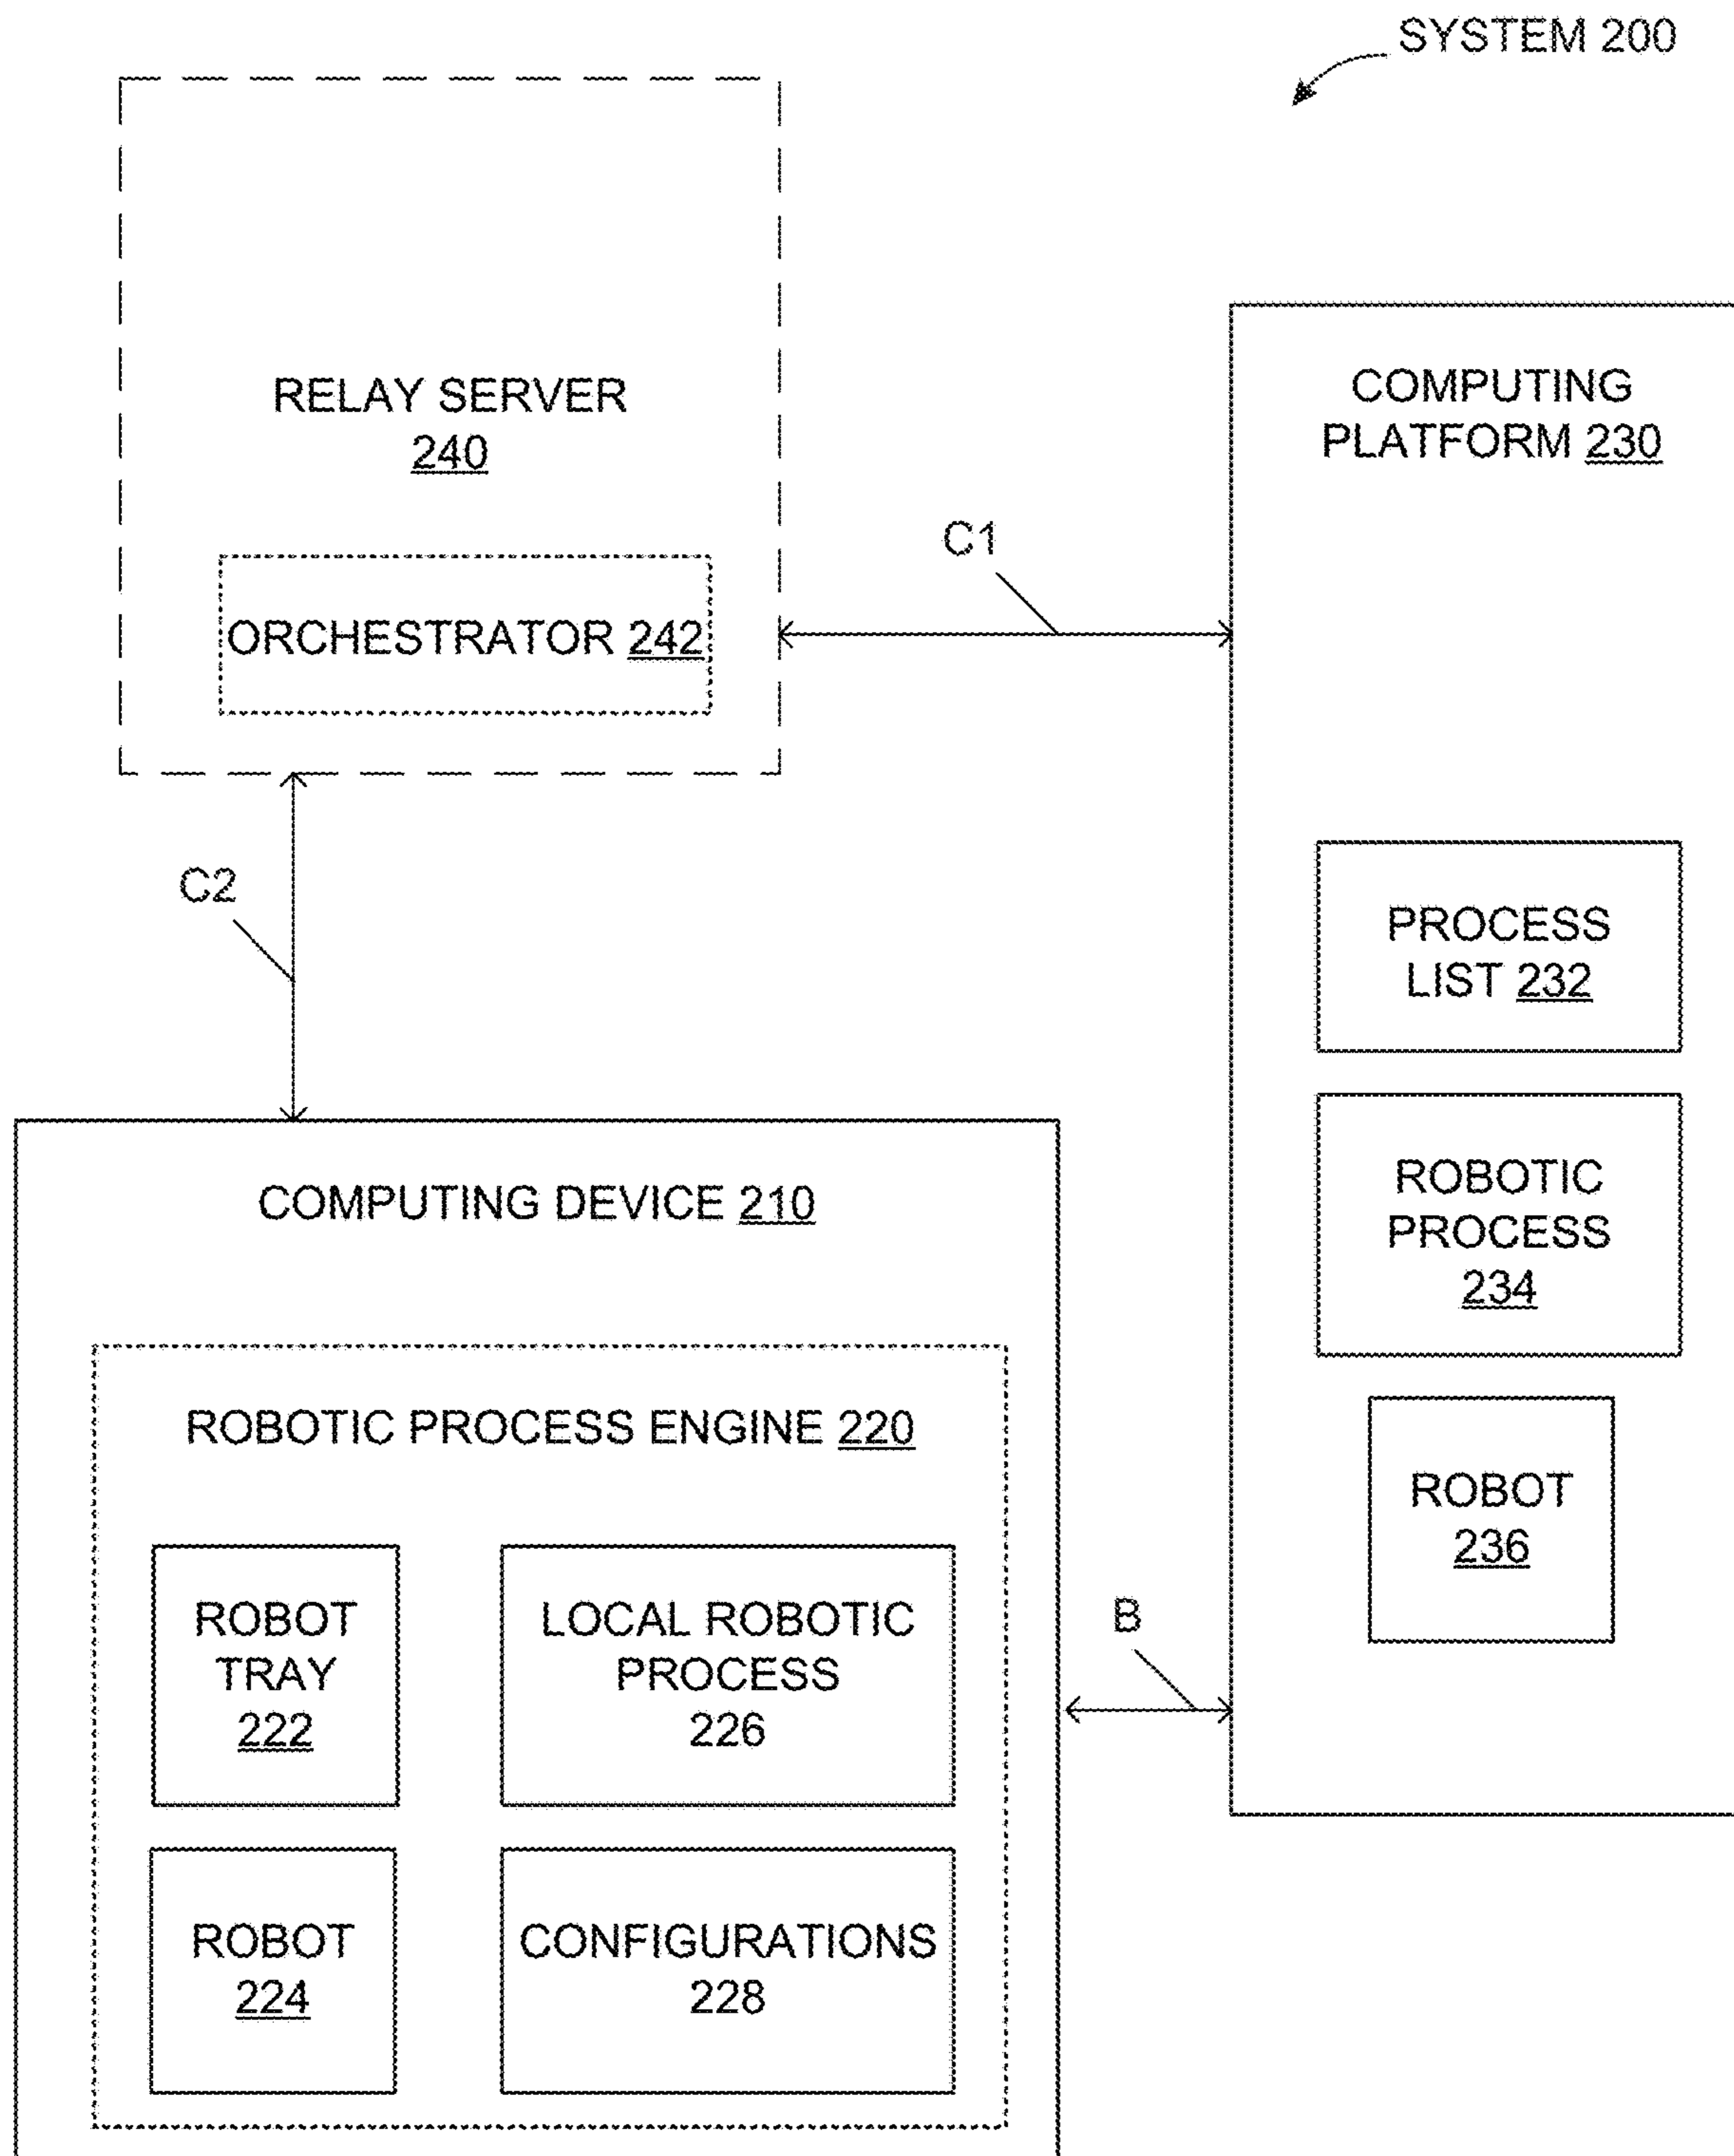 SYSTEM 200
RELAY SERVER
240
ORCHESTRATOR 242
C1
COMPUTING
PLATFORM 230
PROCESS
LIST 232
ROBOTIC
PROCESS
234
ROBOT
236
C2
COMPUTING DEVICE 210
ROBOTIC PROCESS ENGINE 220
ROBOT
TRAY
222
LOCAL ROBOTIC
PROCESS
226
ROBOT
224
CONFIGURATIONS
228
B